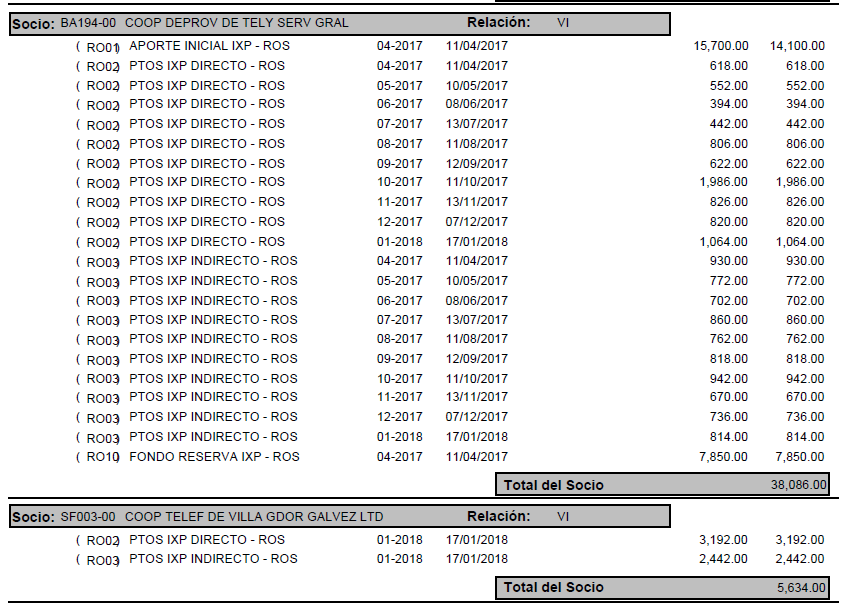 Socio: BA194-00 COOP DEPROV DE TELY SERV GRAL Relación: VI
( RO01) APORTE INICIAL IXP - ROS 04-2017 11/04/2017 15,700.00 14,100.00
( RO02) PTOS IXP DIRECTO - ROS 04-2017 11/04/2017 618.00 618.00
( RO02) PTOS IXP DIRECTO - ROS 05-2017 10/05/2017 552.00 552.00
( RO02) PTOS IXP DIRECTO - ROS 06-2017 08/06/2017 394.00 394.00
( RO02) PTOS IXP DIRECTO - ROS 07-2017 13/07/2017 442.00 442.00
( RO02) PTOS IXP DIRECTO - ROS 08-2017 11/08/2017 806.00 806.00
( RO02) PTOS IXP DIRECTO - ROS 09-2017 12/09/2017 622.00 622.00
( RO02) PTOS IXP DIRECTO - ROS 10-2017 11/10/2017 1,986.00 1,986.00
( RO02) PTOS IXP DIRECTO - ROS 11-2017 13/11/2017 826.00 826.00
( RO02) PTOS IXP DIRECTO - ROS 12-2017 07/12/2017 820.00 820.00
( RO02) PTOS IXP DIRECTO - ROS 01-2018 17/01/2018 1,064.00 1,064.00
( RO03) PTOS IXP INDIRECTO - ROS 04-2017 11/04/2017 930.00 930.00
( RO03) PTOS IXP INDIRECTO - ROS 05-2017 10/05/2017 772.00 772.00
( RO03) PTOS IXP INDIRECTO - ROS 06-2017 08/06/2017 702.00 702.00
( RO03) PTOS IXP INDIRECTO - ROS 07-2017 13/07/2017 860.00 860.00
( RO03) PTOS IXP INDIRECTO - ROS 08-2017 11/08/2017 762.00 762.00
( RO03) PTOS IXP INDIRECTO - ROS 09-2017 12/09/2017 818.00 818.00
( RO03) PTOS IXP INDIRECTO - ROS 10-2017 11/10/2017 942.00 942.00
( RO03) PTOS IXP INDIRECTO - ROS 11-2017 13/11/2017 670.00 670.00
( RO03) PTOS IXP INDIRECTO - ROS 12-2017 07/12/2017 736.00 736.00
( RO03) PTOS IXP INDIRECTO - ROS 01-2018 17/01/2018 814.00 814.00
( RO10) FONDO RESERVA IXP - ROS 04-2017 11/04/2017 7,850.00 7,850.00
Total del Socio 38,086.00
Socio: SF003-00 COOP TELEF DE VILLA GDOR GALVEZ LTD Relación: VI
( RO02) PTOS IXP DIRECTO - ROS 01-2018 17/01/2018 3,192.00 3,192.00
( RO03) PTOS IXP INDIRECTO - ROS 01-2018 17/01/2018 2,442.00 2,442.00
Total del Socio 5,634.00